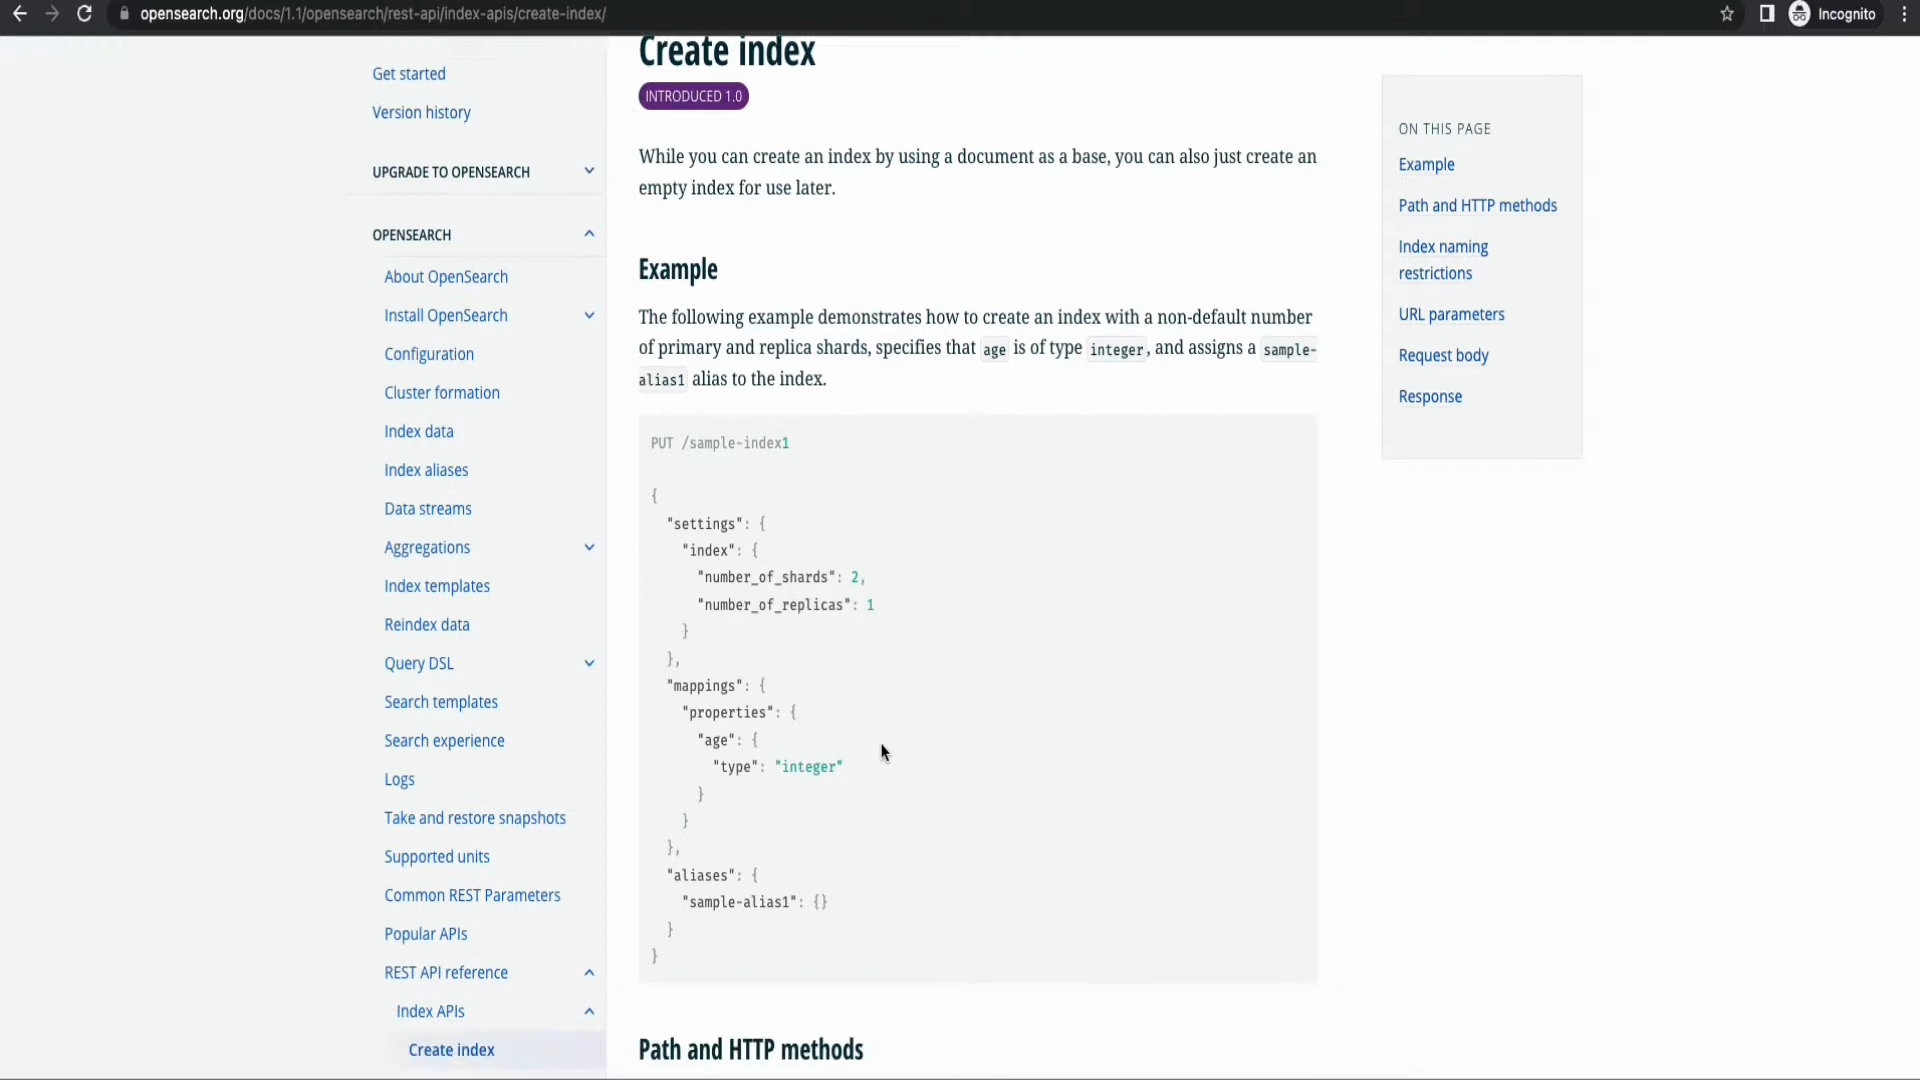 opensearch.org/docs/1.1/opensearch/rest-api/index-apis/create-index/
Incognito
Get started
Version history
UPGRADE TO OPENSEARCH
OPENSEARCH
About OpenSearch
Install OpenSearch
Configuration
Cluster formation
Index data
Index aliases
Data streams
Aggregations
Index templates
Reindex data
Query DSL
Search templates
Search experience
Logs
Take and restore snapshots
Supported units
Common REST Parameters
Popular APIs
REST API reference
Index APIs
Create index
Create index
INTRODUCED 1.0
While you can create an index by using a document as a base, you can also just create an
empty index for use later.
Example
The following example demonstrates how to create an index with a non-default number
of primary and replica shards, specifies that age is of type integer, and assigns a sample-
alias1 alias to the index.
PUT /sample-index1
{
"settings": {
"index": {
"number_of_shards": 2,
"number_of_replicas": 1
}
},
"mappings": {
"properties": {
"age": {
"type": "integer"
}
}
},
"aliases": {
"sample-alias1": {}
}
}
Path and HTTP methods
ON THIS PAGE
Example
Path and HTTP methods
Index naming
restrictions
URL parameters
Request body
Response